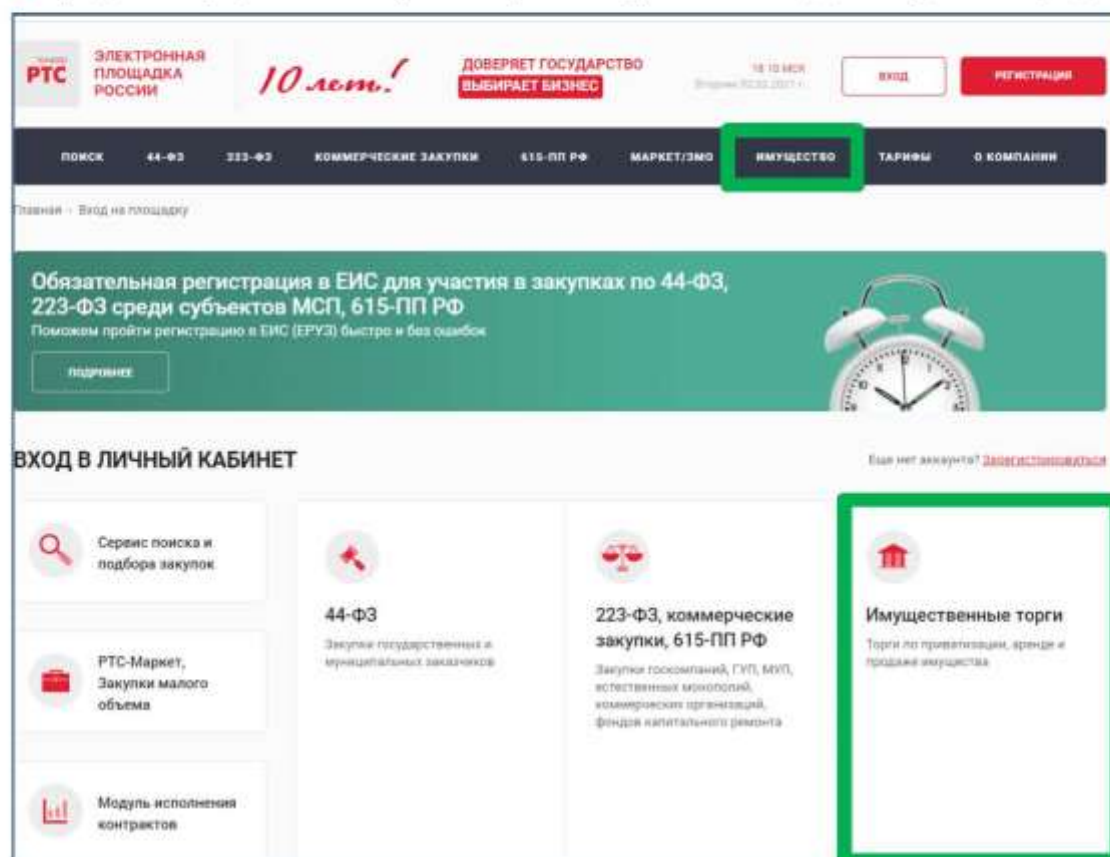 РТС
ЭЛЕКТРОННАЯ
ПЛОЩАДКА
РОССИИ
10 лет!
ДОВЕРЯЕТ ГОСУДАРСТВО
ВЫБИРАЕТ БИЗНЕС
ВХОД
РЕГИСТРАЦИЯ
ПОИСК 44-ФЗ 223-ФЗ КОММЕРЧЕСКИЕ ЗАКУПКИ 615-ПП РФ МАРКЕТ/ЗМО ИМУЩЕСТВО ТАРИФЫ О КОМПАНИИ
Главная - Вход на площадку
Обязательная регистрация в ЕИС для участия в закупках по 44-ФЗ,
223-ФЗ среди субъектов МСП, 615-ПП РФ
Поможем пройти регистрацию в ЕИС (ЕРУЗ) быстро и без ошибок
ПОДРОБНЕЕ
ВХОД В ЛИЧНЫЙ КАБИНЕТ
Еще нет аккаунта? Зарегистрироваться
Сервис поиска и
подбора закупок
РТС-Маркет,
Закупки малого
объема
Модуль исполнения
контрактов
44-ФЗ
Закупки государственных и
муниципальных заказчиков
223-ФЗ, коммерческие
закупки, 615-ПП РФ
Закупки госкомпаний, ГУП, МУП,
естественных монополий,
коммерческих организаций,
фондов капитального ремонта
Имущественные торги
Торги по приватизации, аренде и
продаже имущества